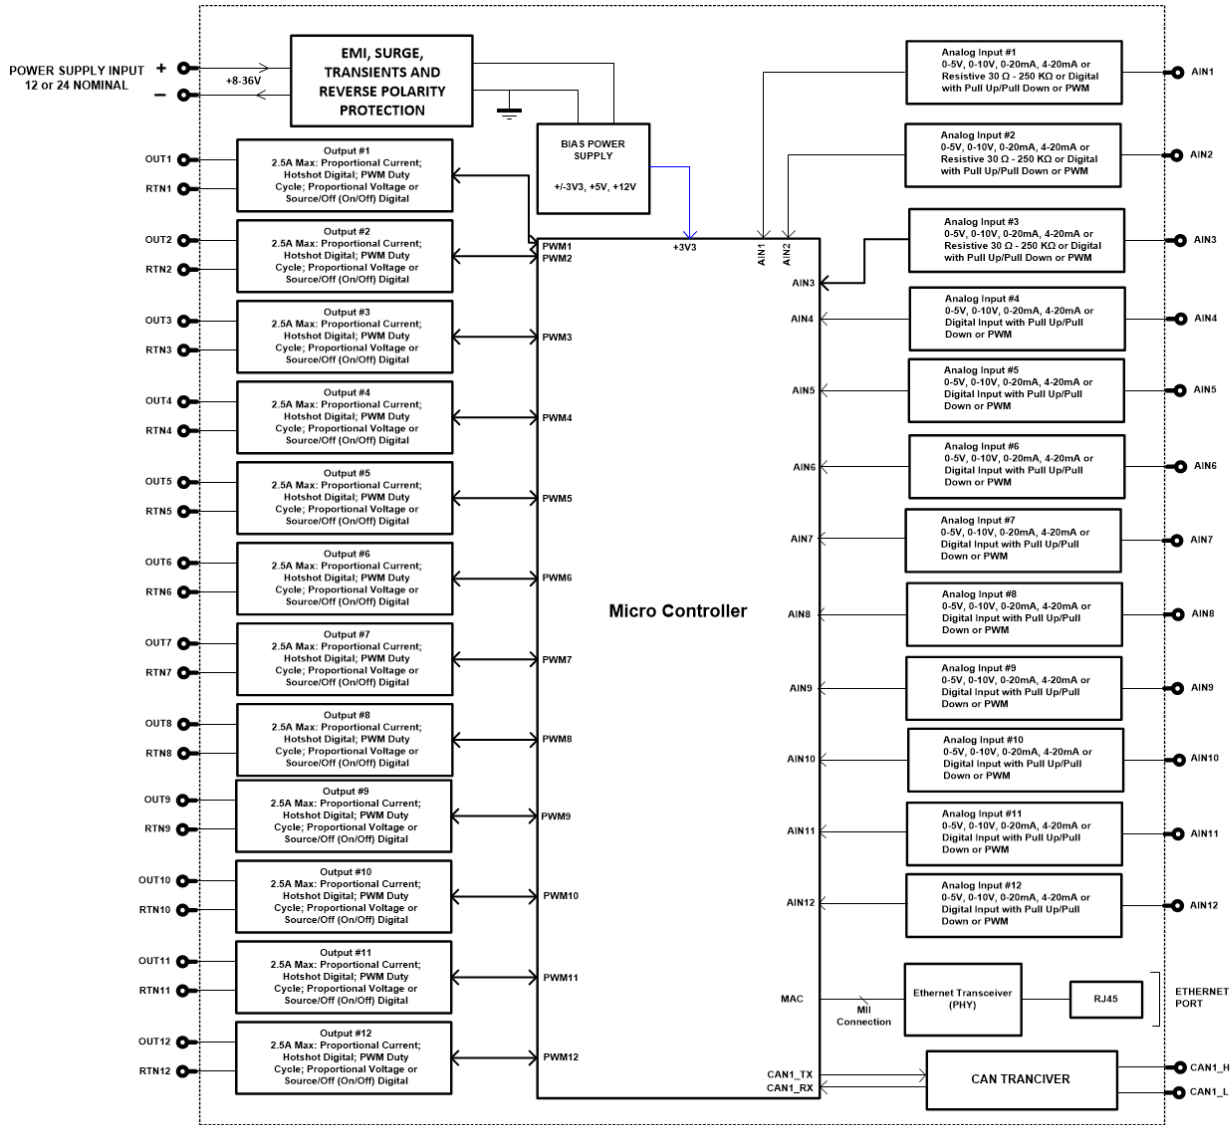 POWER SUPPLY INPUT
12 or 24 NOMINAL
+
–
+8-36V
EMI, SURGE,
TRANSIENTS AND
REVERSE POLARITY
PROTECTION
BIAS POWER
SUPPLY
+/-3V3, +5V, +12V
+3V3
OUT1
RTN1
Output #1
2.5A Max: Proportional Current;
Hotshot Digital; PWM Duty
Cycle; Proportional Voltage or
Source/Off (On/Off) Digital
PWM1
OUT2
RTN2
Output #2
2.5A Max: Proportional Current;
Hotshot Digital; PWM Duty
Cycle; Proportional Voltage or
Source/Off (On/Off) Digital
PWM2
OUT3
RTN3
Output #3
2.5A Max: Proportional Current;
Hotshot Digital; PWM Duty
Cycle; Proportional Voltage or
Source/Off (On/Off) Digital
PWM3
OUT4
RTN4
Output #4
2.5A Max: Proportional Current;
Hotshot Digital; PWM Duty
Cycle; Proportional Voltage or
Source/Off (On/Off) Digital
PWM4
OUT5
RTN5
Output #5
2.5A Max: Proportional Current;
Hotshot Digital; PWM Duty
Cycle; Proportional Voltage or
Source/Off (On/Off) Digital
PWM5
OUT6
RTN6
Output #6
2.5A Max: Proportional Current;
Hotshot Digital; PWM Duty
Cycle; Proportional Voltage or
Source/Off (On/Off) Digital
PWM6
OUT7
RTN7
Output #7
2.5A Max: Proportional Current;
Hotshot Digital; PWM Duty
Cycle; Proportional Voltage or
Source/Off (On/Off) Digital
PWM7
OUT8
RTN8
Output #8
2.5A Max: Proportional Current;
Hotshot Digital; PWM Duty
Cycle; Proportional Voltage or
Source/Off (On/Off) Digital
PWM8
OUT9
RTN9
Output #9
2.5A Max: Proportional Current;
Hotshot Digital; PWM Duty
Cycle; Proportional Voltage or
Source/Off (On/Off) Digital
PWM9
OUT10
RTN10
Output #10
2.5A Max: Proportional Current;
Hotshot Digital; PWM Duty
Cycle; Proportional Voltage or
Source/Off (On/Off) Digital
PWM10
OUT11
RTN11
Output #11
2.5A Max: Proportional Current;
Hotshot Digital; PWM Duty
Cycle; Proportional Voltage or
Source/Off (On/Off) Digital
PWM11
OUT12
RTN12
Output #12
2.5A Max: Proportional Current;
Hotshot Digital; PWM Duty
Cycle; Proportional Voltage or
Source/Off (On/Off) Digital
PWM12
Micro Controller
AIN1
Analog Input #1
0-5V, 0-10V, 0-20mA, 4-20mA or
Resistive 30 Ω - 250 KΩ or Digital
with Pull Up/Pull Down or PWM
AIN1
AIN2
Analog Input #2
0-5V, 0-10V, 0-20mA, 4-20mA or
Resistive 30 Ω - 250 KΩ or Digital
with Pull Up/Pull Down or PWM
AIN2
AIN3
Analog Input #3
0-5V, 0-10V, 0-20mA, 4-20mA or
Resistive 30 Ω - 250 KΩ or Digital
with Pull Up/Pull Down or PWM
AIN3
AIN4
Analog Input #4
0-5V, 0-10V, 0-20mA, 4-20mA or
Digital Input with Pull Up/Pull
Down or PWM
AIN4
AIN5
Analog Input #5
0-5V, 0-10V, 0-20mA, 4-20mA or
Digital Input with Pull Up/Pull
Down or PWM
AIN5
AIN6
Analog Input #6
0-5V, 0-10V, 0-20mA, 4-20mA or
Digital Input with Pull Up/Pull
Down or PWM
AIN6
AIN7
Analog Input #7
0-5V, 0-10V, 0-20mA, 4-20mA or
Digital Input with Pull Up/Pull
Down or PWM
AIN7
AIN8
Analog Input #8
0-5V, 0-10V, 0-20mA, 4-20mA or
Digital Input with Pull Up/Pull
Down or PWM
AIN8
AIN9
Analog Input #9
0-5V, 0-10V, 0-20mA, 4-20mA or
Digital Input with Pull Up/Pull
Down or PWM
AIN9
AIN10
Analog Input #10
0-5V, 0-10V, 0-20mA, 4-20mA or
Digital Input with Pull Up/Pull
Down or PWM
AIN10
AIN11
Analog Input #11
0-5V, 0-10V, 0-20mA, 4-20mA or
Digital Input with Pull Up/Pull
Down or PWM
AIN11
AIN12
Analog Input #12
0-5V, 0-10V, 0-20mA, 4-20mA or
Digital Input with Pull Up/Pull
Down or PWM
AIN12
MAC
MII
Connection
Ethernet Transceiver
(PHY)
RJ45
ETHERNET
PORT
CAN1_TX
CAN1_RX
CAN TRANCIVER
CAN1_H
CAN1_L